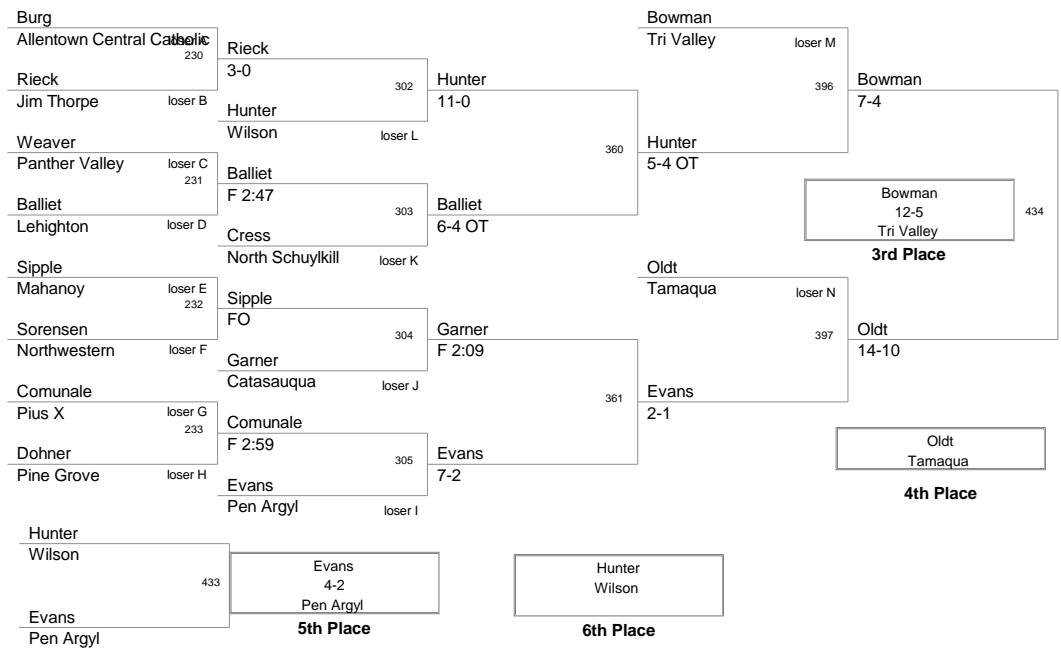 Burg
Allentown Central Catholic
loser A
230
Rieck
Jim Thorpe
loser B
Weaver
Panther Valley
loser C
231
Balliet
Lehighton
loser D
Sipple
Mahanoy
loser E
232
Sorensen
Northwestern
loser F
Comunale
Pius X
loser G
233
Dohner
Pine Grove
loser H
Rieck
3-0
302
Hunter
Wilson
loser L
Balliet
F 2:47
303
Cress
North Schuylkill
loser K
Sipple
FO
304
Garner
Catasauqua
loser J
Comunale
F 2:59
305
Evans
Pen Argyl
loser I
Hunter
11-0
360
Balliet
6-4 OT
Garner
F 2:09
361
Evans
7-2
Bowman
Tri Valley
loser M
396
Hunter
5-4 OT
Oldt
Tamaqua
loser N
397
Evans
2-1
Bowman
7-4
434
Oldt
14-10
Bowman
12-5
Tri Valley
3rd Place
Oldt
Tamaqua
4th Place
Hunter
Wilson
433
Evans
Pen Argyl
Evans
4-2
Pen Argyl
5th Place
Hunter
Wilson
6th Place